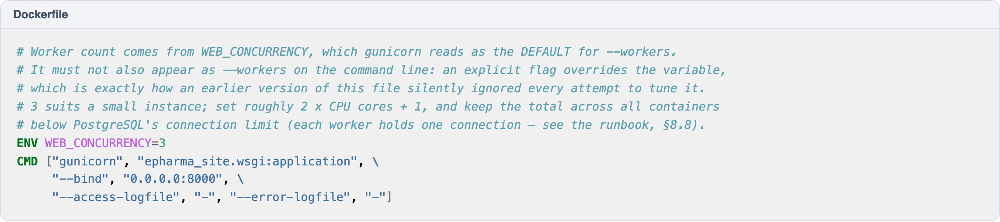 Dockerfile
# Worker count comes from WEB_CONCURRENCY, which gunicorn reads as the DEFAULT for --workers.
# It must not also appear as --workers on the command line: an explicit flag overrides the variable,
# which is exactly how an earlier version of this file silently ignored every attempt to tune it.
# 3 suits a small instance; set roughly 2 x CPU cores + 1, and keep the total across all containers
# below PostgreSQL's connection limit (each worker holds one connection — see the runbook, §8.8).
ENV WEB_CONCURRENCY=3
CMD ["gunicorn", "epharma_site.wsgi:application", \
     "--bind", "0.0.0.0:8000", \
     "--access-logfile", "-", "--error-logfile", "-"]